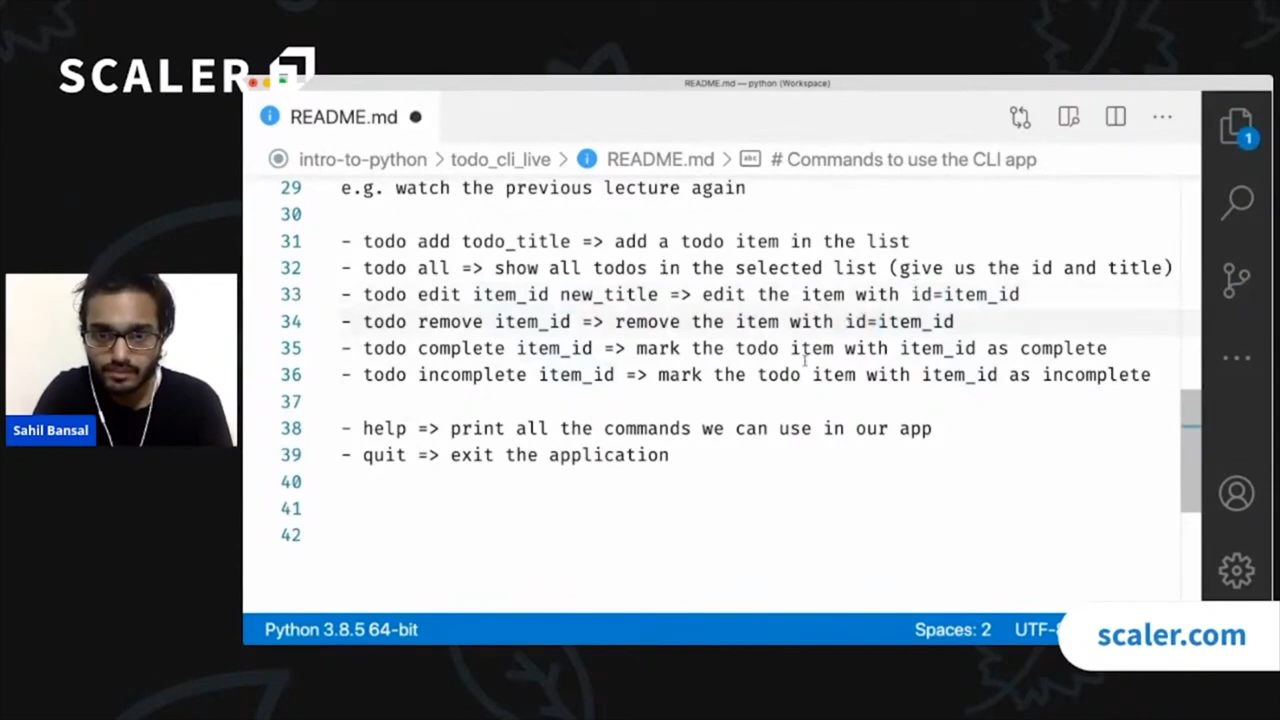 SCALER
README.md — python (Workspace)
README.md
1
intro-to-python > todo_cli_live > README.md > # Commands to use the CLI app
29 e.g. watch the previous lecture again
30
31 - todo add todo_title => add a todo item in the list
32 - todo all => show all todos in the selected list (give us the id and title)
33 - todo edit item_id new_title => edit the item with id=item_id
34 - todo remove item_id => remove the item with id=item_id
35 - todo complete item_id => mark the todo item with item_id as complete
36 - todo incomplete item_id => mark the todo item with item_id as incomplete
37
38 - help => print all the commands we can use in our app
39 - quit => exit the application
40
41
42
Sahil Bansal
Python 3.8.5 64-bit
Spaces: 2
scaler.com